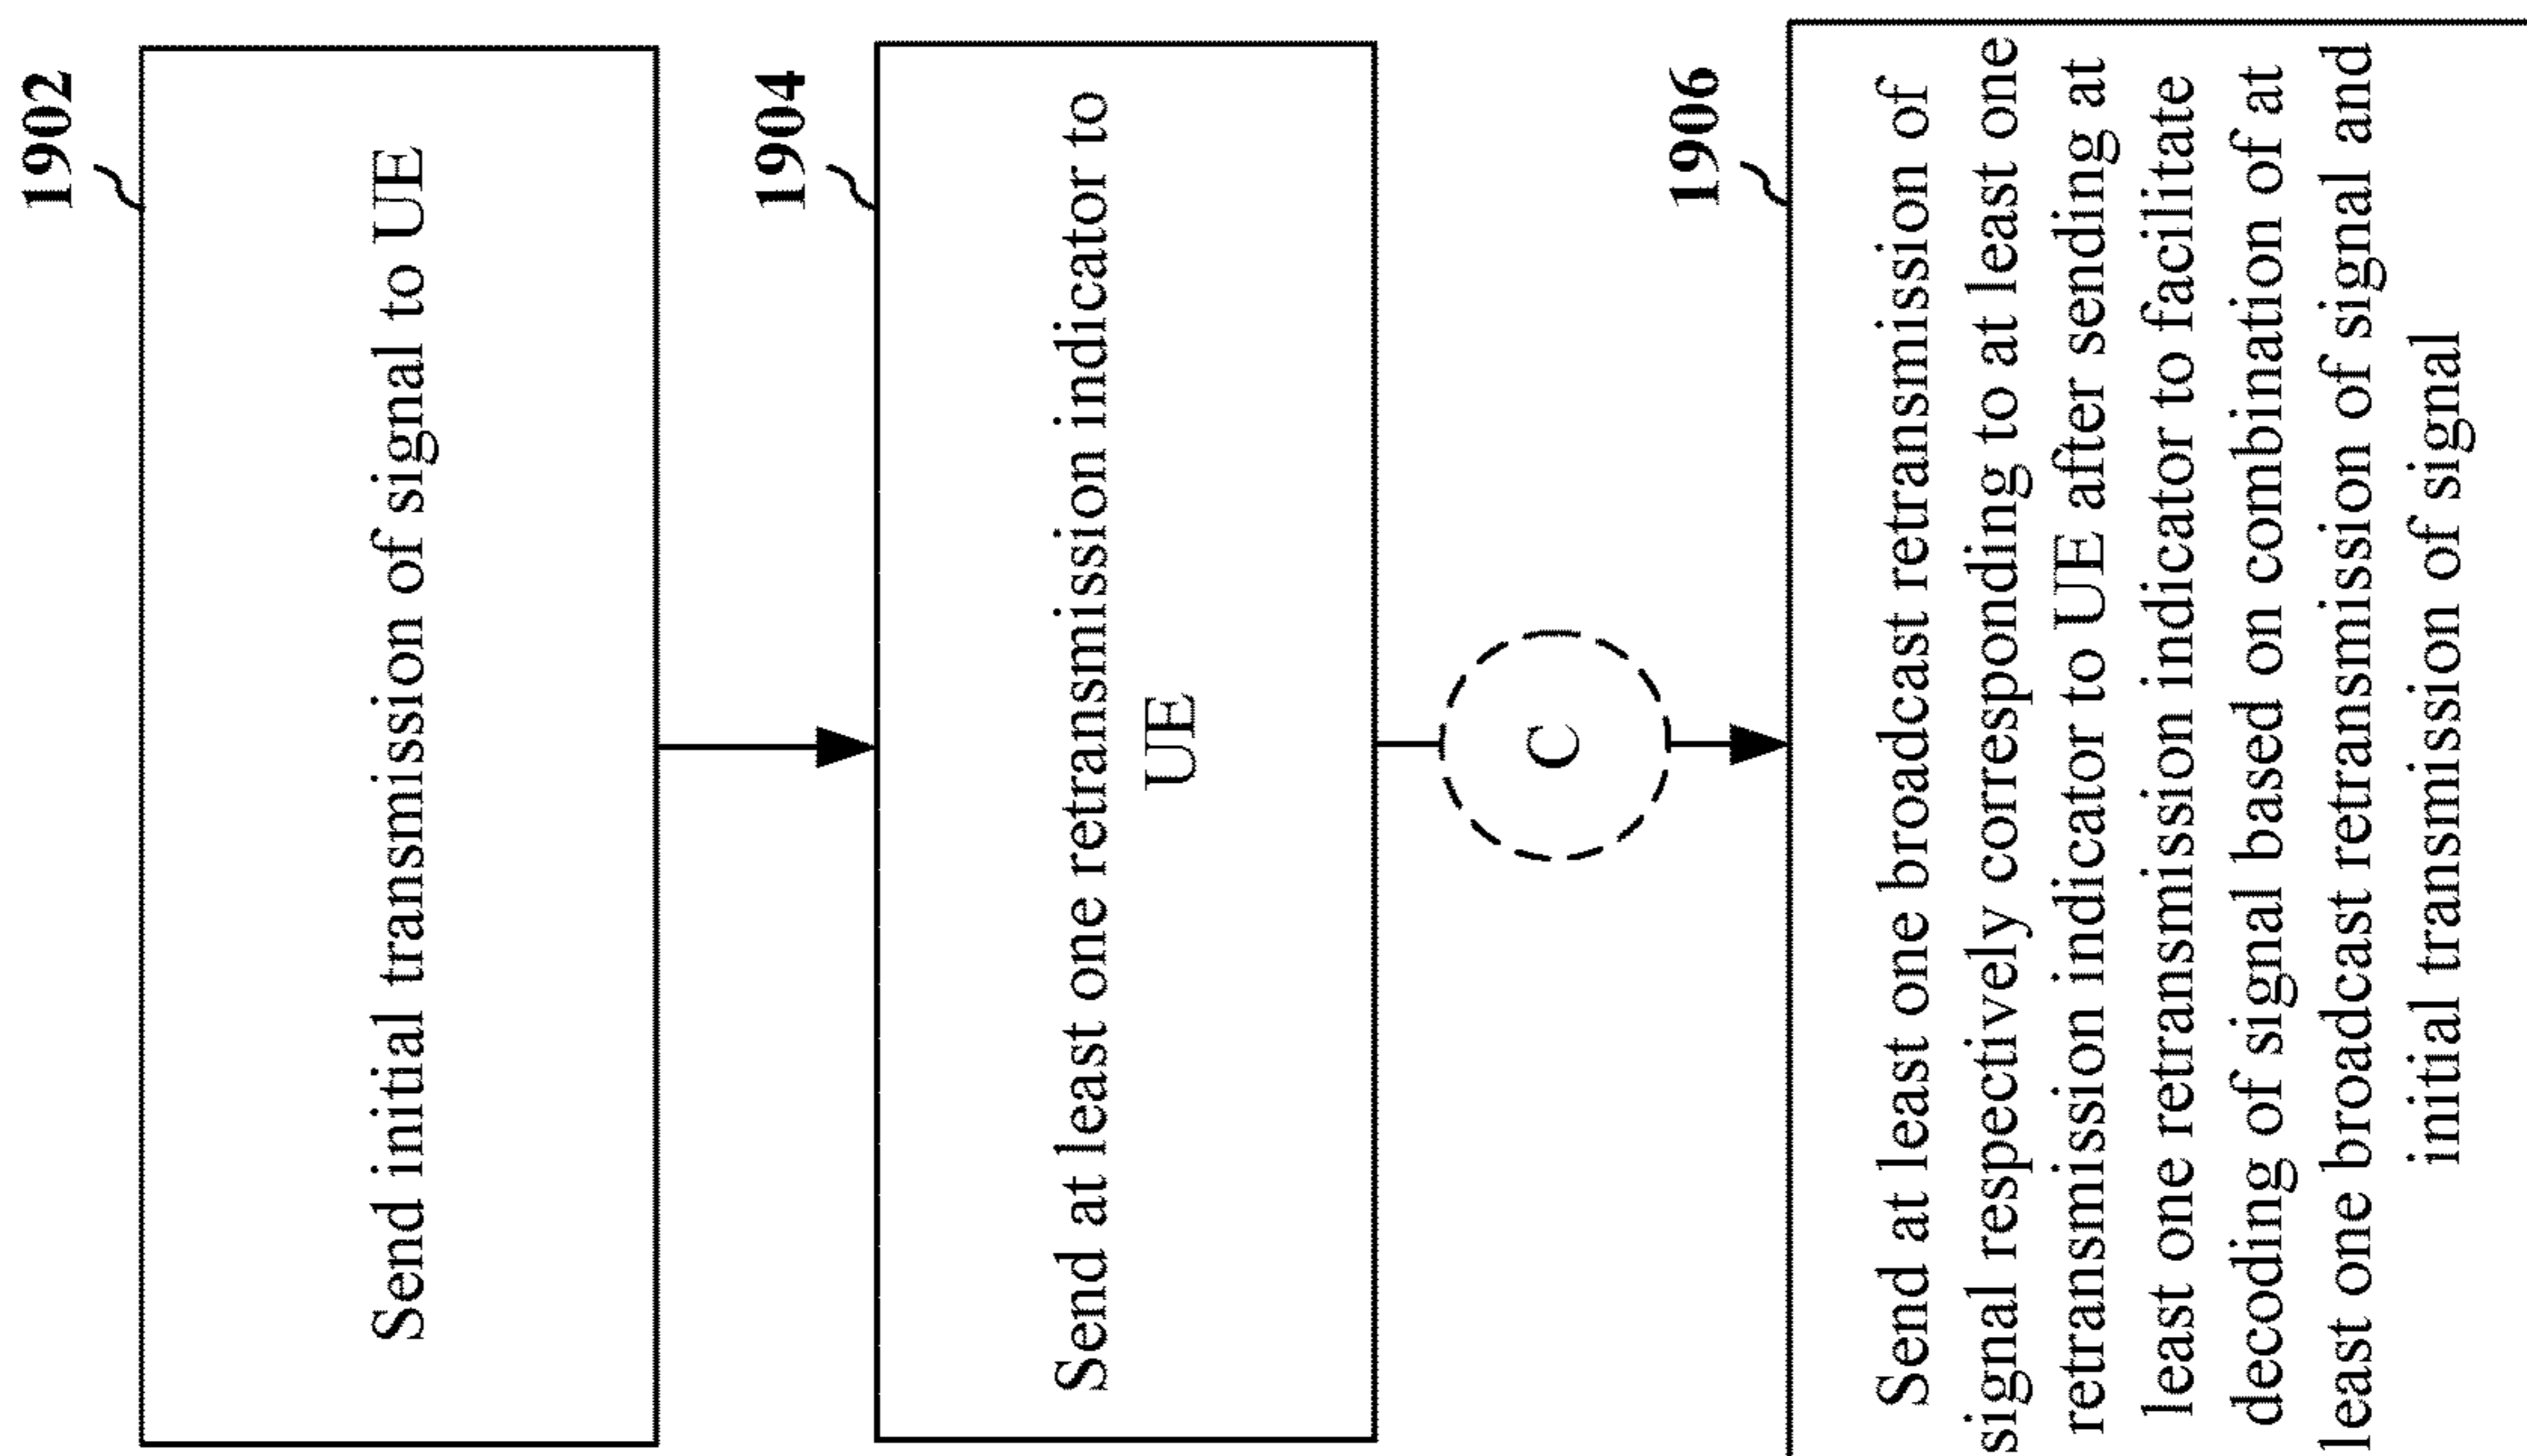 1902
Send initial transmission of signal to UE
1904
Send at least one retransmission indicator to
UE
C
1906
Send at least one broadcast retransmission of
signal respectively corresponding to at least one
retransmission indicator to UE after sending at
least one retransmission indicator to facilitate
decoding of signal based on combination of at
least one broadcast retransmission of signal and
initial transmission of signal